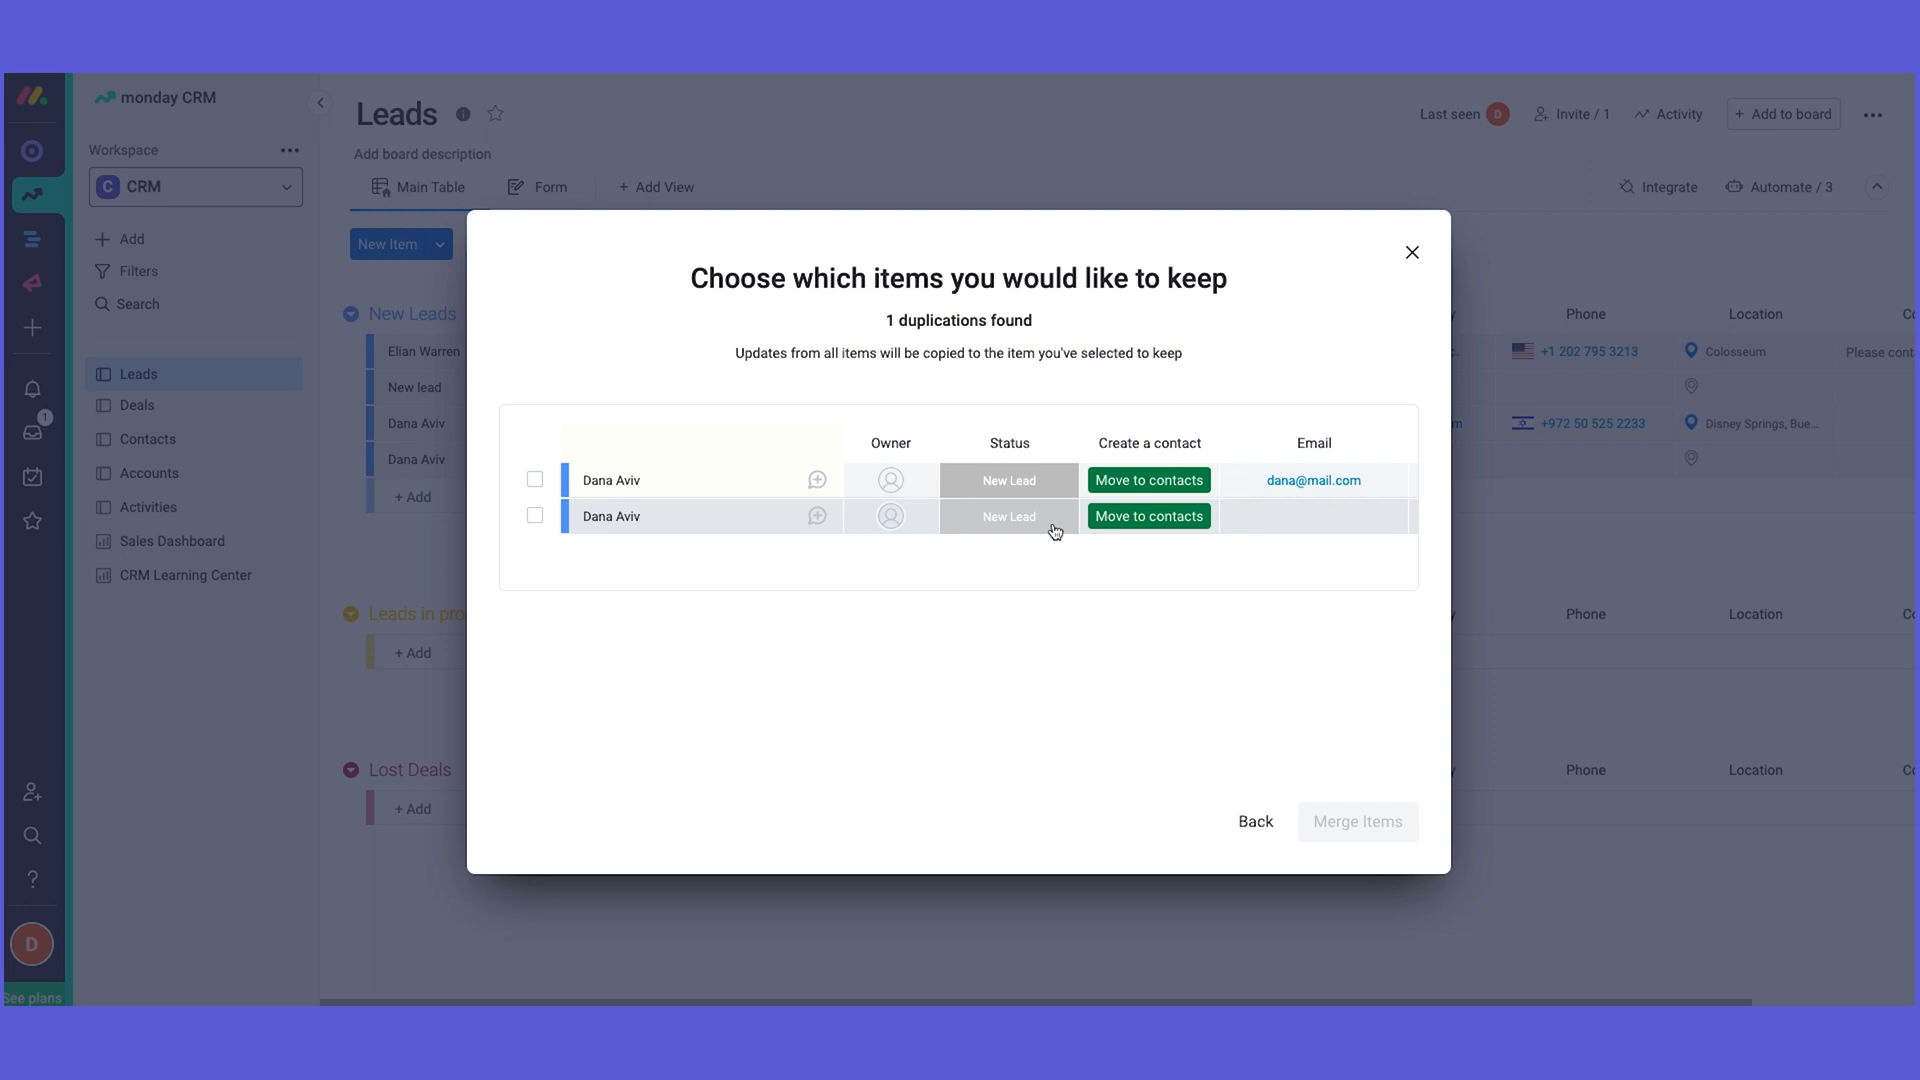 monday CRM
Workspace
C CRM
Add
Filters
Search
Leads
Deals
Contacts
Accounts
Activities
Sales Dashboard
CRM Learning Center
1
D
See plans
Leads
Last seen D
Invite / 1
Activity
+ Add to board
Add board description
Main Table
Form
+ Add View
Integrate
Automate / 3
New Item
New Leads
Phone
Location
Elian Warren
+1 202 795 3213
Colosseum
Please cont
New lead
Dana Aviv
+972 50 525 2233
Disney Springs, Bue...
Dana Aviv
+ Add
Leads in pro
Phone
Location
+ Add
Lost Deals
Phone
Location
+ Add
Choose which items you would like to keep
1 duplications found
Updates from all items will be copied to the item you've selected to keep
Owner Status Create a contact Email
Dana Aviv New Lead Move to contacts dana@mail.com
Dana Aviv New Lead Move to contacts
Back
Merge Items